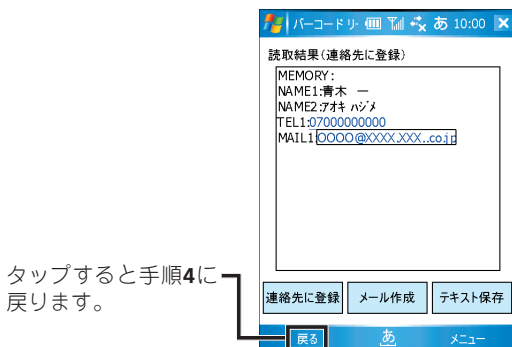 バーコードリ あ 10:00
読取結果(連絡先に登録)
MEMORY:
NAME1:青木 一
NAME2:アオキ ハジメ
TEL1:07000000000
MAIL1:OOOO@XXXX.XXX..co.jp
連絡先に登録 メール作成 テキスト保存
タップすると手順4に
戻ります。
戻る あ メニュー